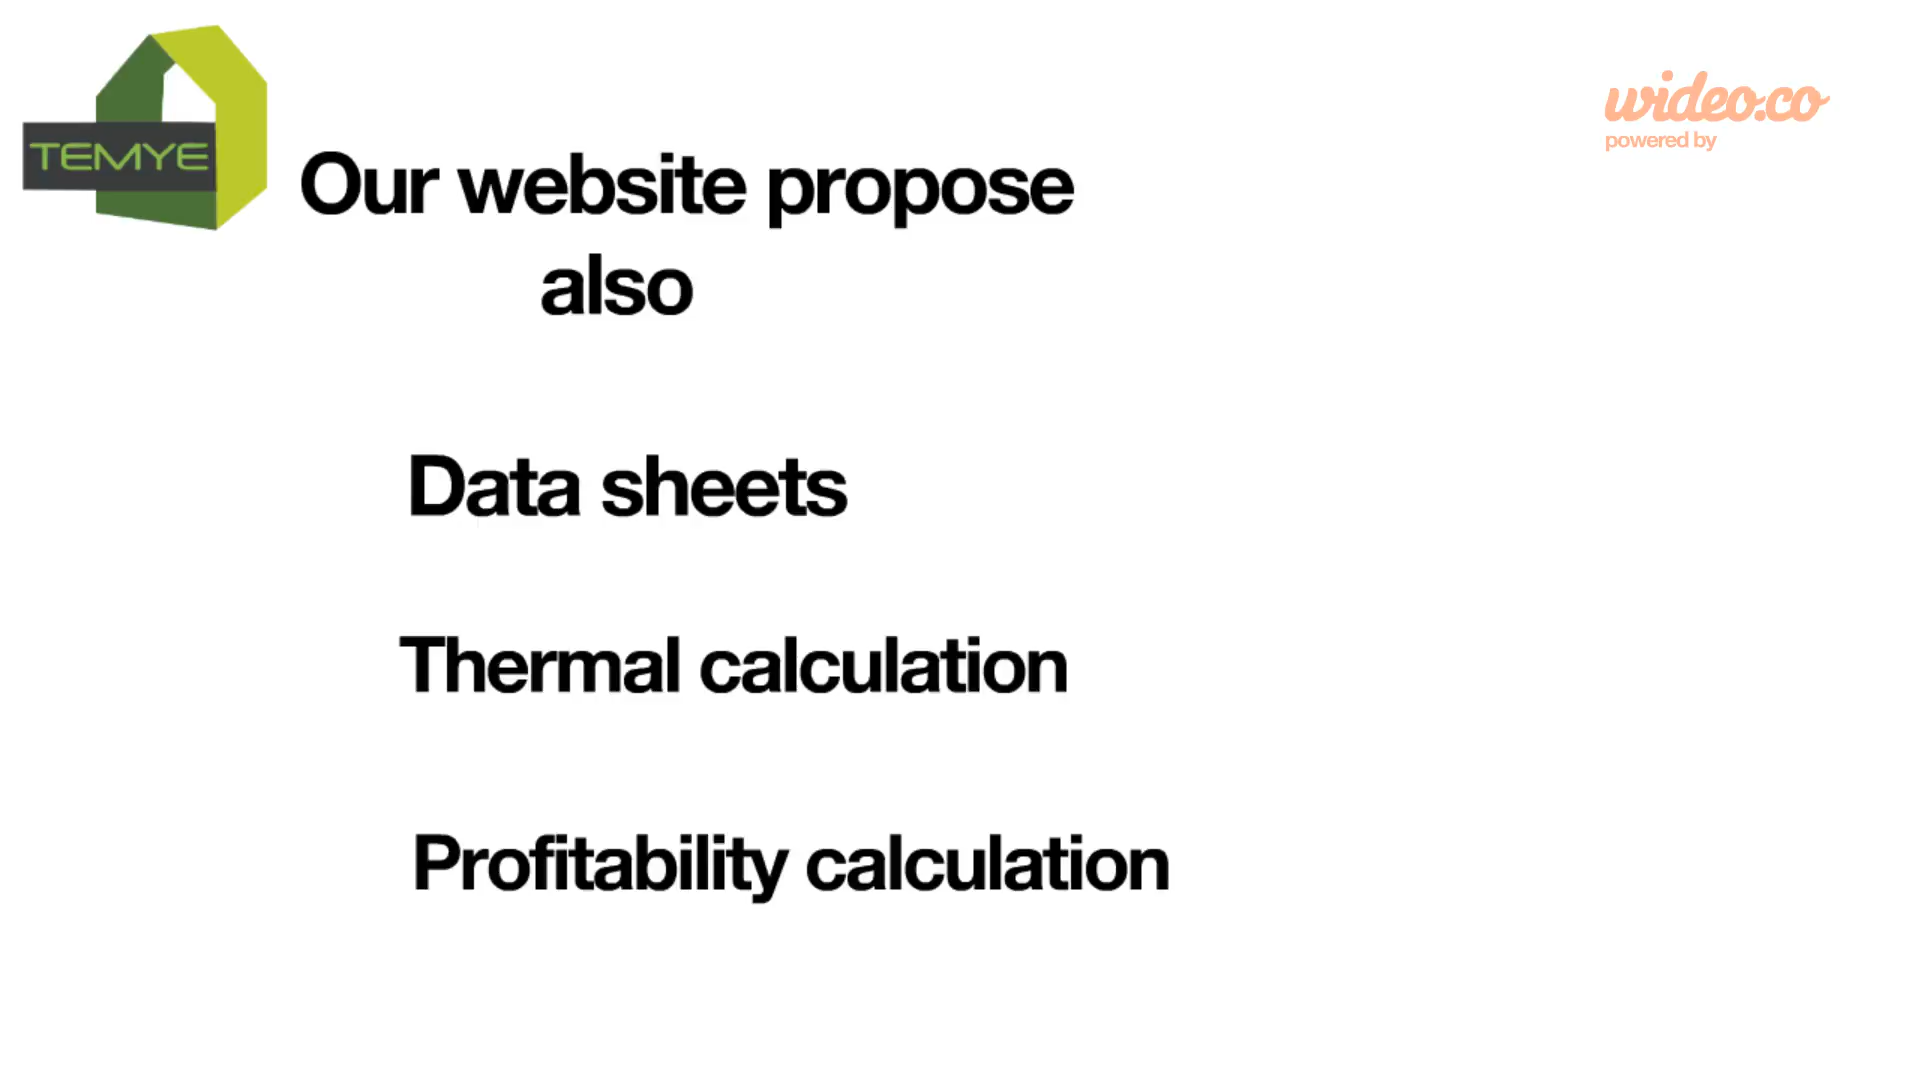 TEMYE
wideo.co
powered by
Our website propose
also
Data sheets
Thermal calculation
Profitability calculation